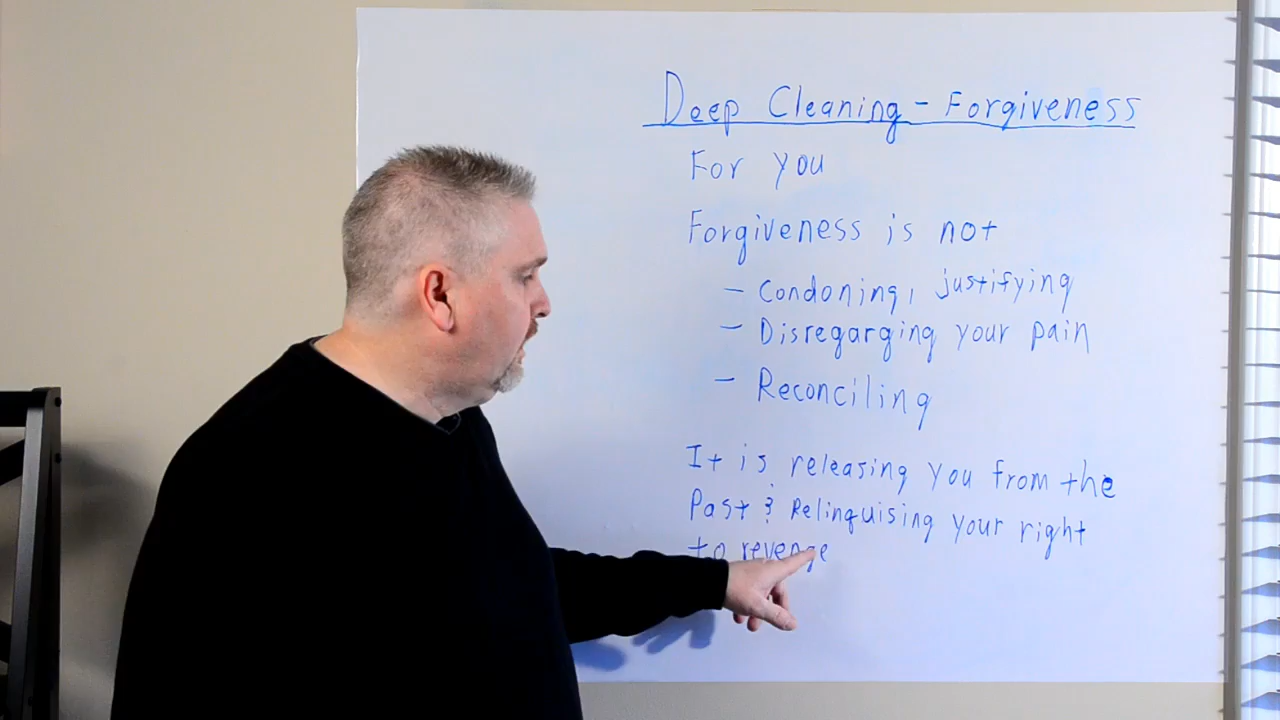 Deep Cleaning - Forgiveness
For you
Forgiveness is not
- Condoning, justifying
- Disregarging your pain
- Reconciling
It is releasing you from the
Past & Relinquising your right
to revenge